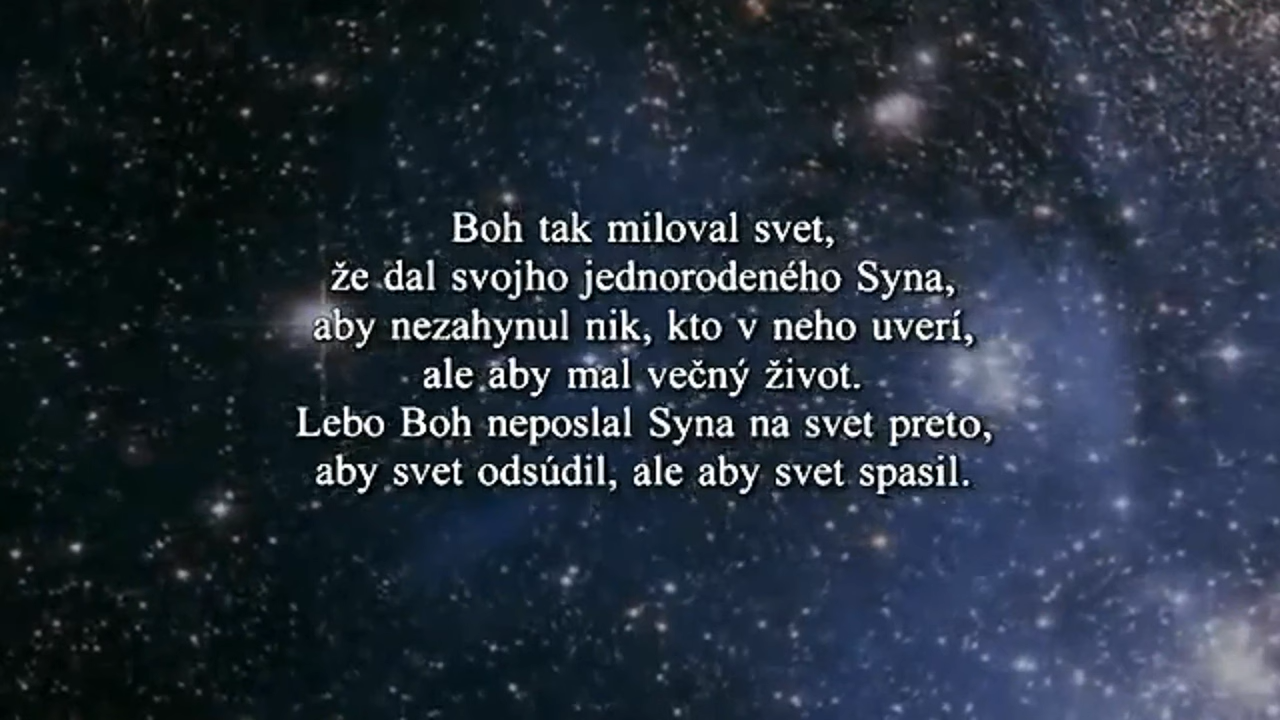 Boh tak miloval svet,
že dal svojho jednorodeného Syna,
aby nezahynul nik, kto v neho uverí,
ale aby mal večný život.
Lebo Boh neposlal Syna na svet preto,
aby svet odsúdil, ale aby svet spasil.